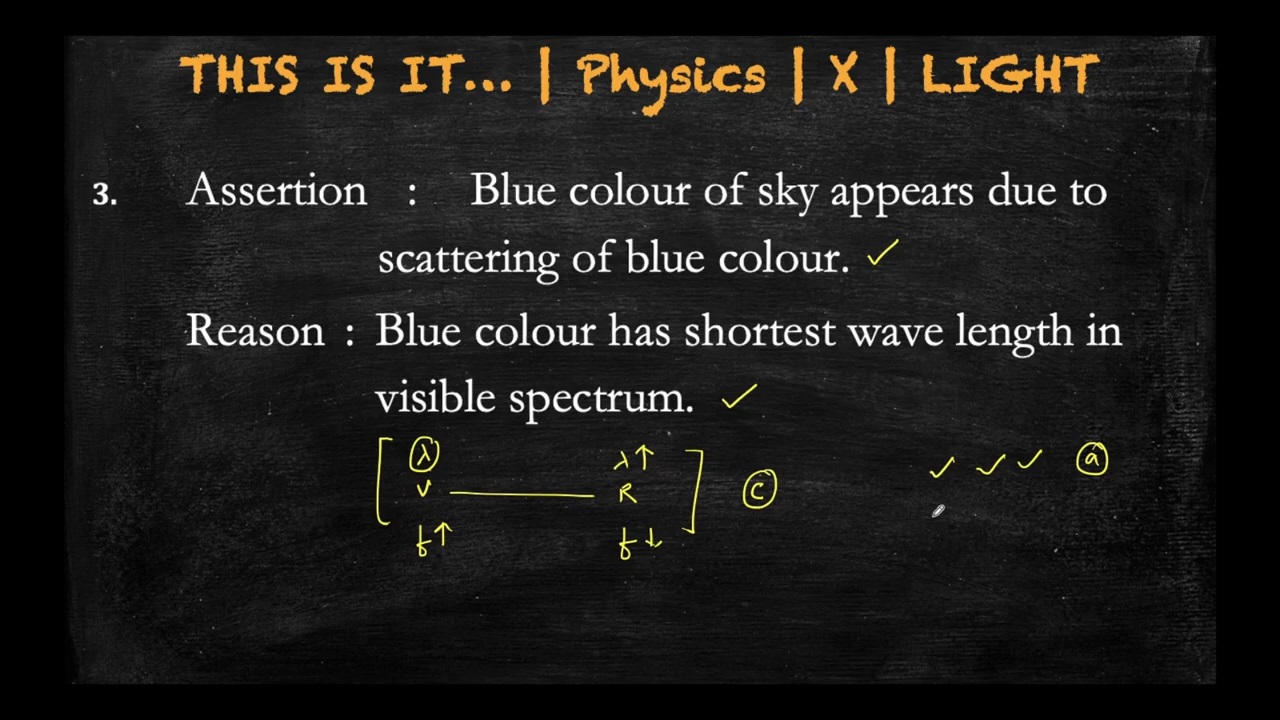 THIS IS IT... | Physics | X | LIGHT
3. Assertion : Blue colour of sky appears due to
scattering of blue colour. ✓
Reason : Blue colour has shortest wave length in
visible spectrum. ✓
[ λ λ↑ ]
V — R
f↑ f↓
c
✓ ✓ ✓ a